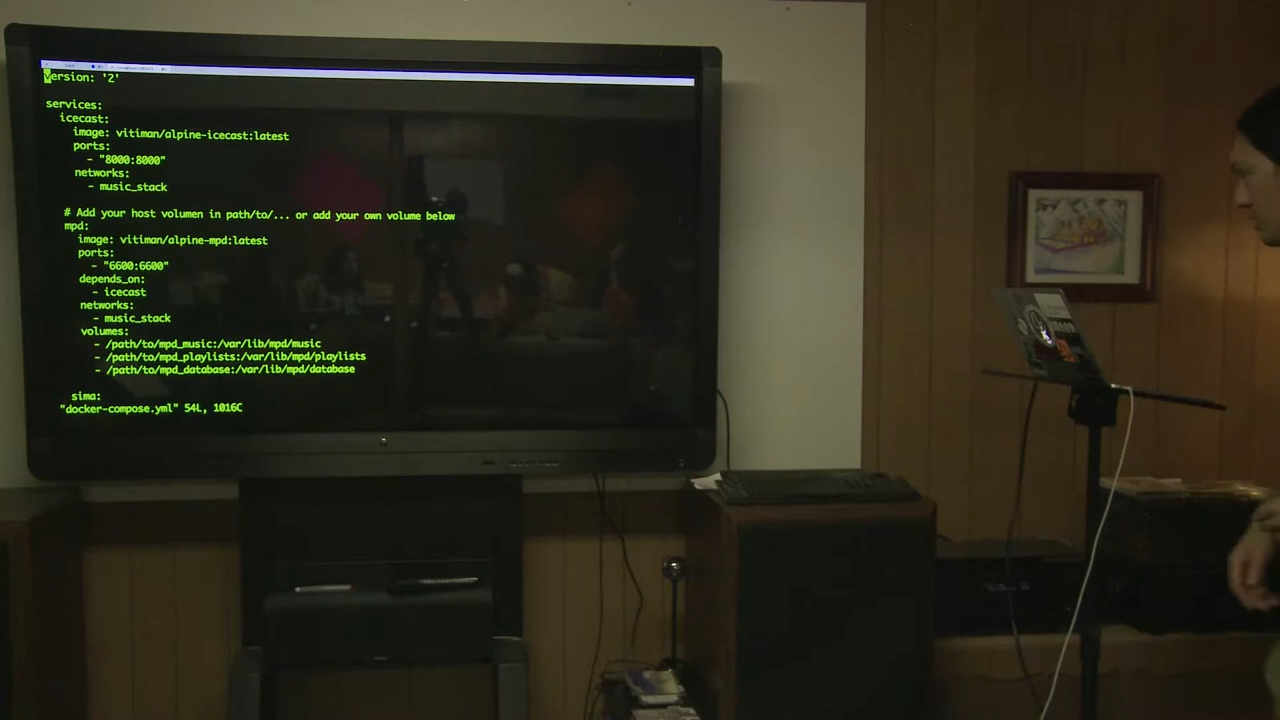 version: '2'
services:
icecast:
image: vitiman/alpine-icecast:latest
ports:
- "8000:8000"
networks:
- music_stack
# Add your host volumen in path/to/... or add your own volume below
mpd:
image: vitiman/alpine-mpd:latest
ports:
- "6600:6600"
depends_on:
- icecast
networks:
- music_stack
volumes:
- /path/to/mpd_music:/var/lib/mpd/music
- /path/to/mpd_playlists:/var/lib/mpd/playlists
- /path/to/mpd_database:/var/lib/mpd/database
sima:
"docker-compose.yml" 54L, 1016C